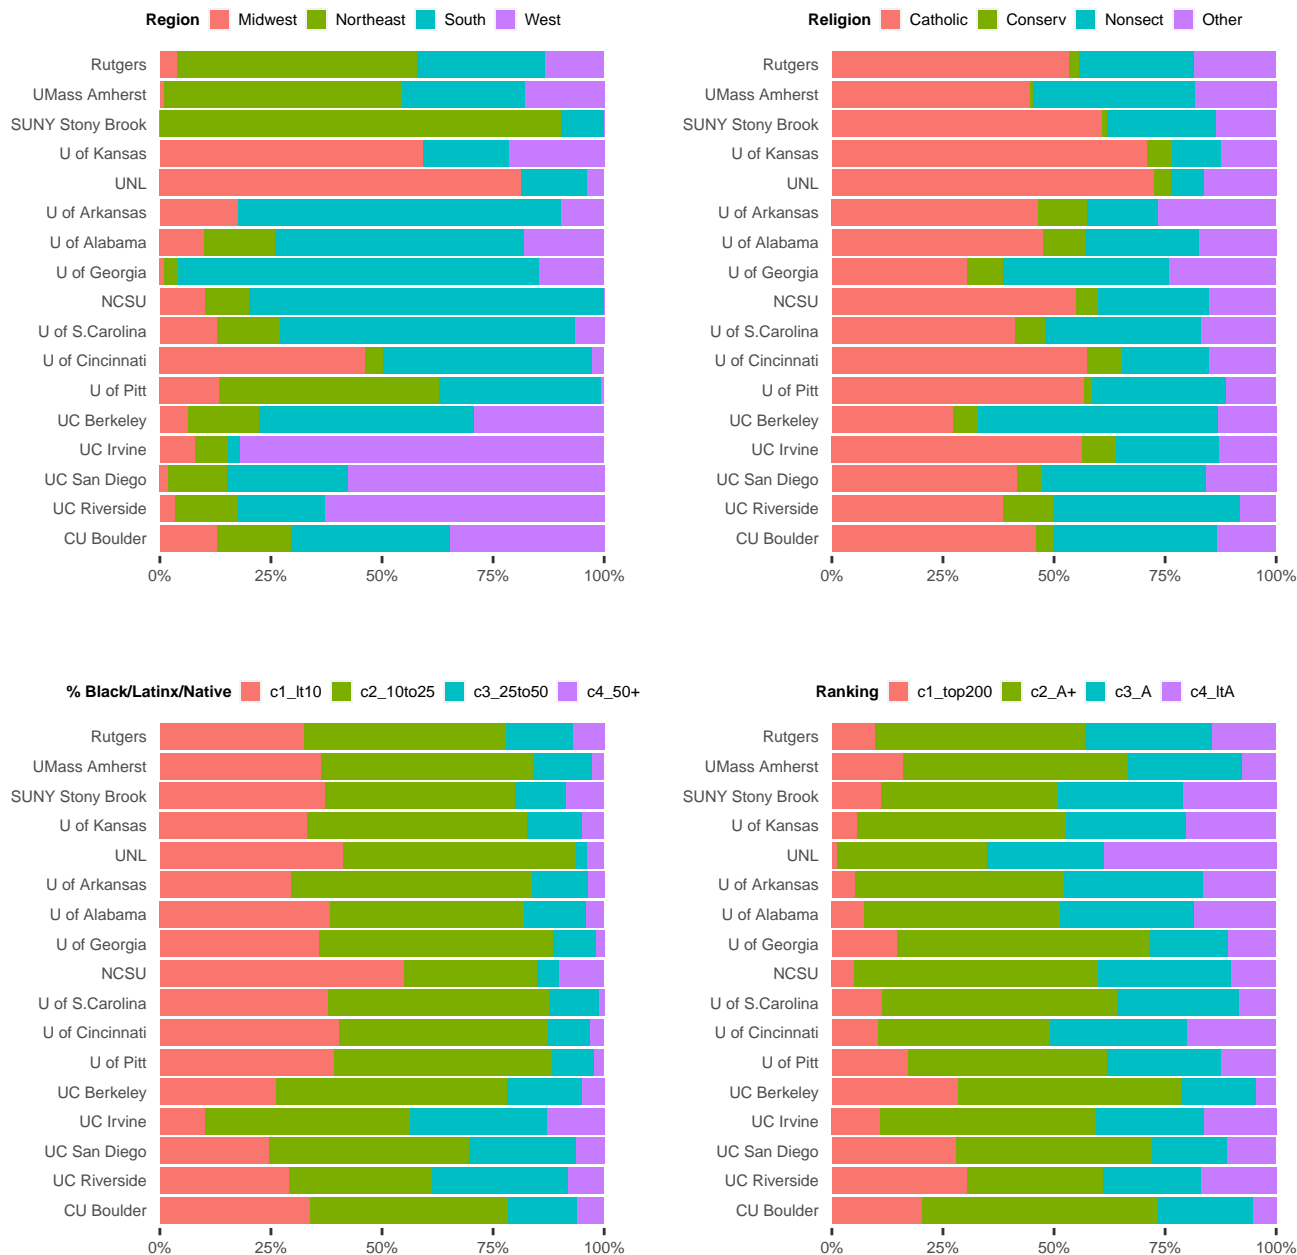 Region Midwest Northeast South West
Rutgers
UMass Amherst
SUNY Stony Brook
U of Kansas
UNL
U of Arkansas
U of Alabama
U of Georgia
NCSU
U of S.Carolina
U of Cincinnati
U of Pitt
UC Berkeley
UC Irvine
UC San Diego
UC Riverside
CU Boulder
0% 25% 50% 75% 100%
Religion Catholic Conserv Nonsect Other
Rutgers
UMass Amherst
SUNY Stony Brook
U of Kansas
UNL
U of Arkansas
U of Alabama
U of Georgia
NCSU
U of S.Carolina
U of Cincinnati
U of Pitt
UC Berkeley
UC Irvine
UC San Diego
UC Riverside
CU Boulder
0% 25% 50% 75% 100%
% Black/Latinx/Native c1_lt10 c2_10to25 c3_25to50 c4_50+
Rutgers
UMass Amherst
SUNY Stony Brook
U of Kansas
UNL
U of Arkansas
U of Alabama
U of Georgia
NCSU
U of S.Carolina
U of Cincinnati
U of Pitt
UC Berkeley
UC Irvine
UC San Diego
UC Riverside
CU Boulder
0% 25% 50% 75% 100%
Ranking c1_top200 c2_A+ c3_A c4_ltA
Rutgers
UMass Amherst
SUNY Stony Brook
U of Kansas
UNL
U of Arkansas
U of Alabama
U of Georgia
NCSU
U of S.Carolina
U of Cincinnati
U of Pitt
UC Berkeley
UC Irvine
UC San Diego
UC Riverside
CU Boulder
0% 25% 50% 75% 100%